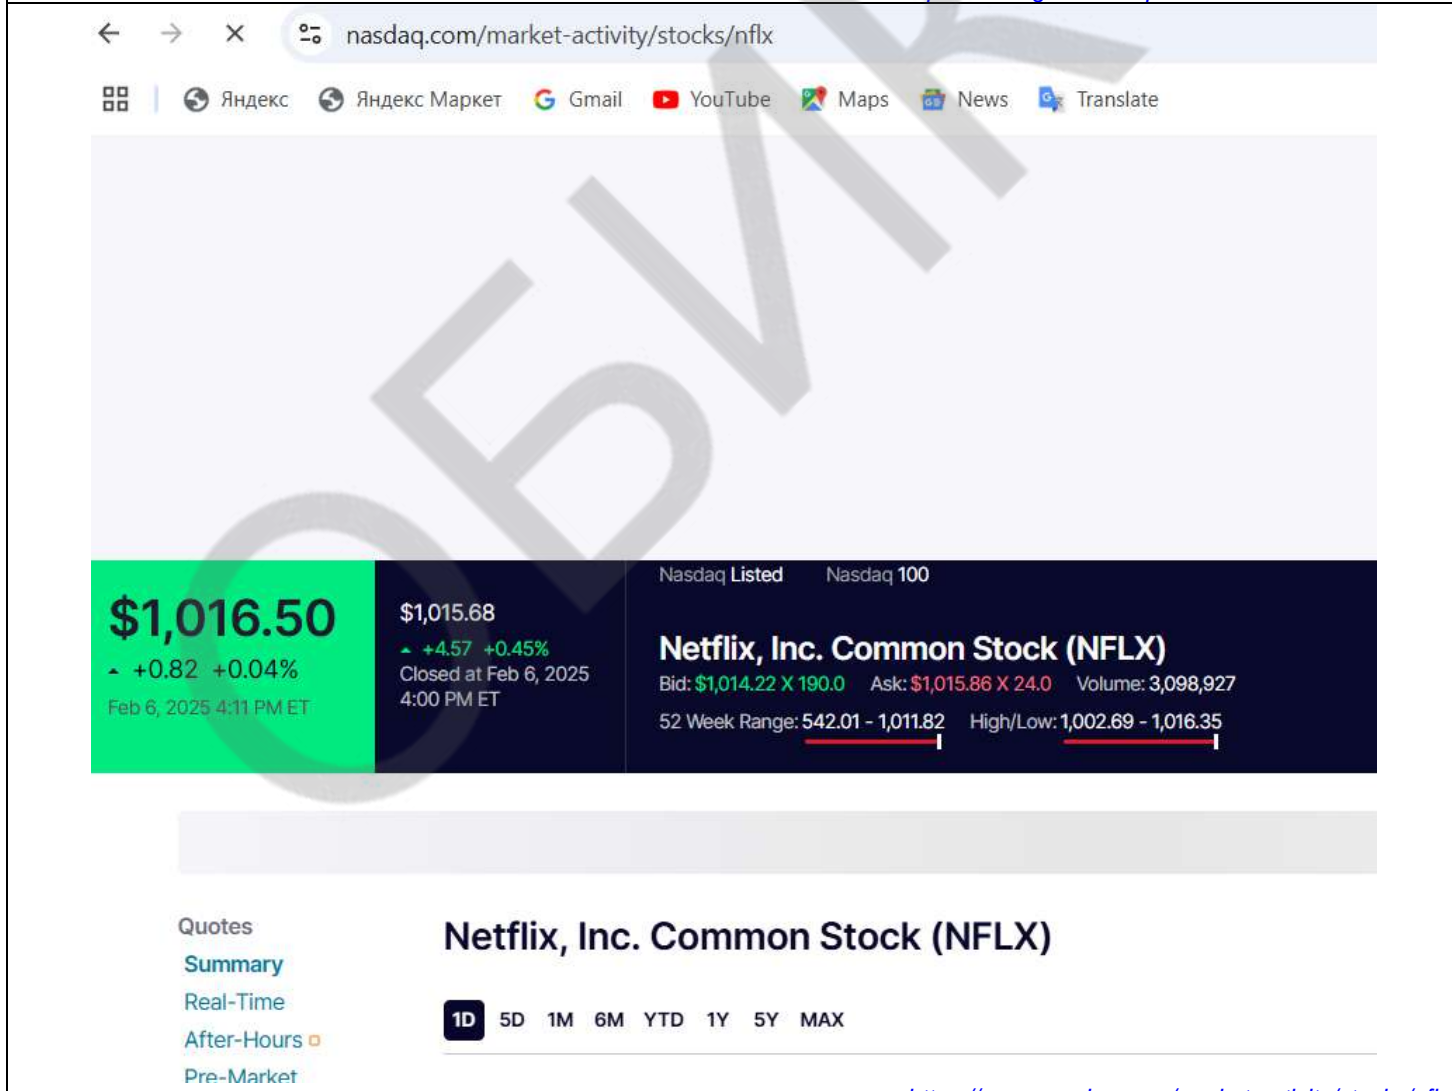 nasdaq.com/market-activity/stocks/nflx
Яндекс Яндекс Маркет Gmail YouTube Maps News Translate
ОБИК
Nasdaq Listed Nasdaq 100
$1,016.50
+0.82 +0.04%
Feb 6, 2025 4:11 PM ET
$1,015.68
+4.57 +0.45%
Closed at Feb 6, 2025
4:00 PM ET
Netflix, Inc. Common Stock (NFLX)
Bid: $1,014.22 X 190.0 Ask: $1,015.86 X 24.0 Volume: 3,098,927
52 Week Range: 542.01 - 1,011.82 High/Low: 1,002.69 - 1,016.35
Quotes
Summary
Real-Time
After-Hours
Pre-Market
Netflix, Inc. Common Stock (NFLX)
1D 5D 1M 6M YTD 1Y 5Y MAX